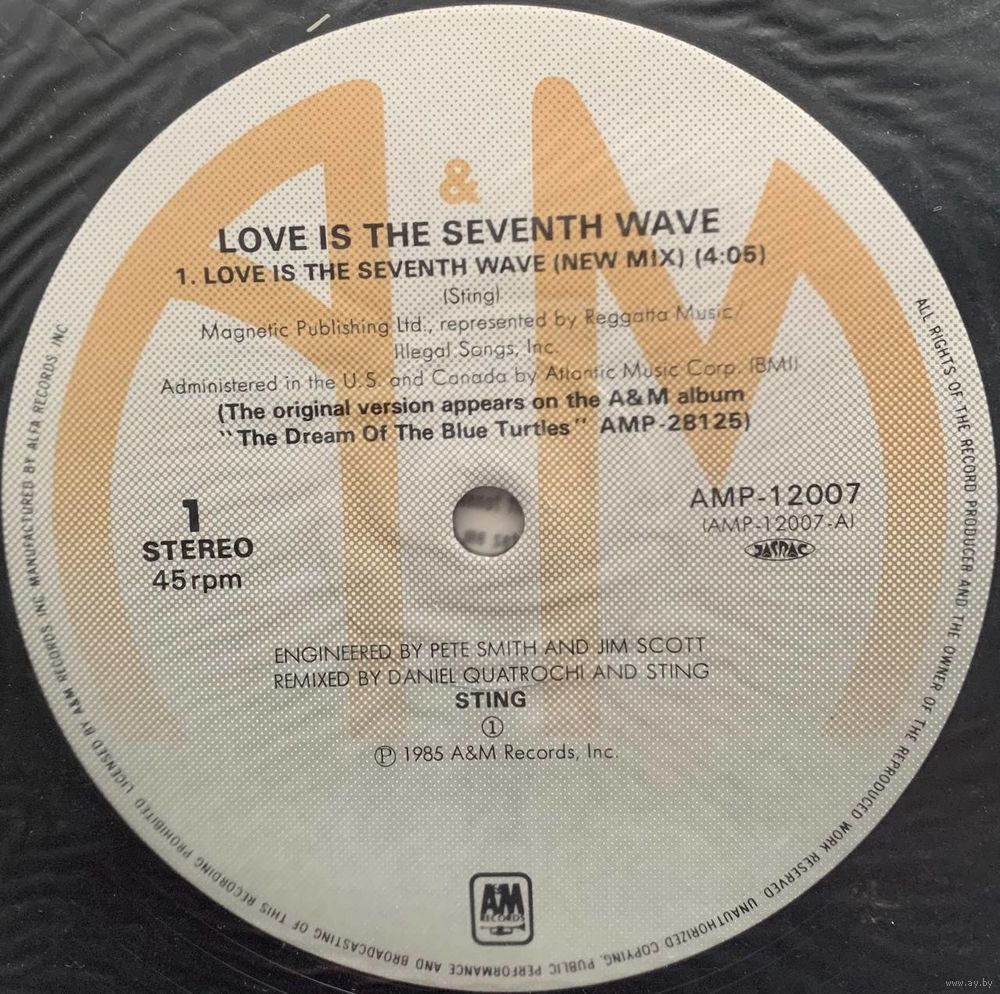 &
LOVE IS THE SEVENTH WAVE
1. LOVE IS THE SEVENTH WAVE (NEW MIX) (4:05)
(Sting)
Magnetic Publishing Ltd., represented by Reggatta Music
Illegal Songs, Inc.
Administered in the U.S. and Canada by Atlantic Music Corp. (BMI)
(The original version appears on the A&M album
"The Dream Of The Blue Turtles" AMP-28125)
1
STEREO
45rpm
AMP-12007
(AMP-12007-A)
JASRAC
ENGINEERED BY PETE SMITH AND JIM SCOTT
REMIXED BY DANIEL QUATROCHI AND STING
STING
①
Ⓟ 1985 A&M Records, Inc.
A&M
RECORDS
ALL RIGHTS OF THE RECORD PRODUCER AND THE OWNER OF THE REPRODUCED WORK RESERVED UNAUTHORIZED COPYING, PUBLIC PERFORMANCE AND BROADCASTING OF THIS RECORDING PROHIBITED LICENSED BY A&M RECORDS, INC MANUFACTURED BY ALFA RECORDS, INC
www.ay.by